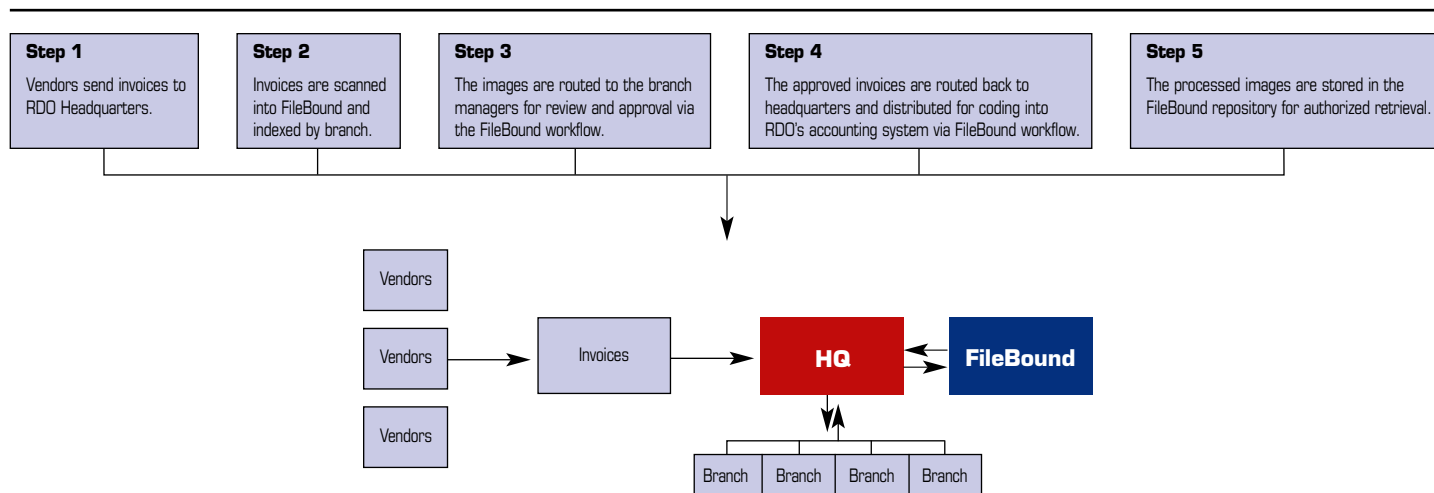 Step 1
Vendors send invoices to
RDO Headquarters.
Step 2
Invoices are scanned
into FileBound and
indexed by branch.
Step 3
The images are routed to the branch
managers for review and approval via
the FileBound workflow.
Step 4
The approved invoices are routed back to
headquarters and distributed for coding into
RDO's accounting system via FileBound workflow.
Step 5
The processed images are stored in the
FileBound repository for authorized retrieval.
Vendors
Vendors
Invoices
HQ
FileBound
Vendors
Branch
Branch
Branch
Branch